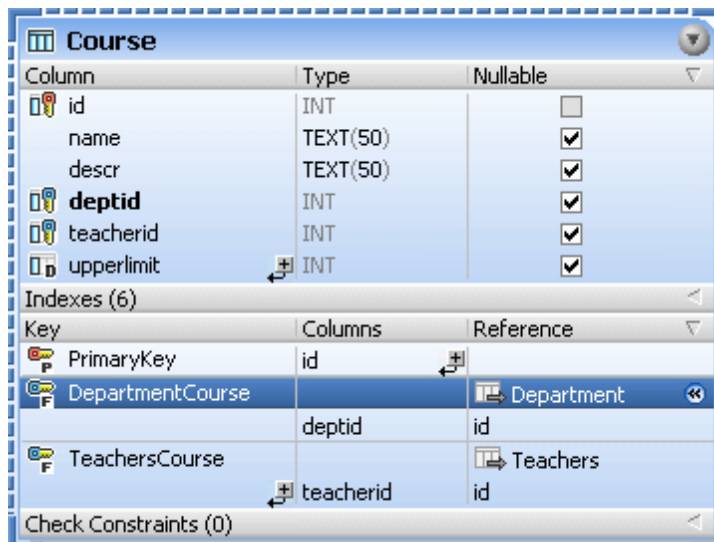 Course
Column Type Nullable
id INT
name TEXT(50)
descr TEXT(50)
deptid INT
teacherid INT
D upperlimit INT
Indexes (6)
Key Columns Reference
P PrimaryKey id
F DepartmentCourse Department
deptid id
F TeachersCourse Teachers
teacherid id
Check Constraints (0)